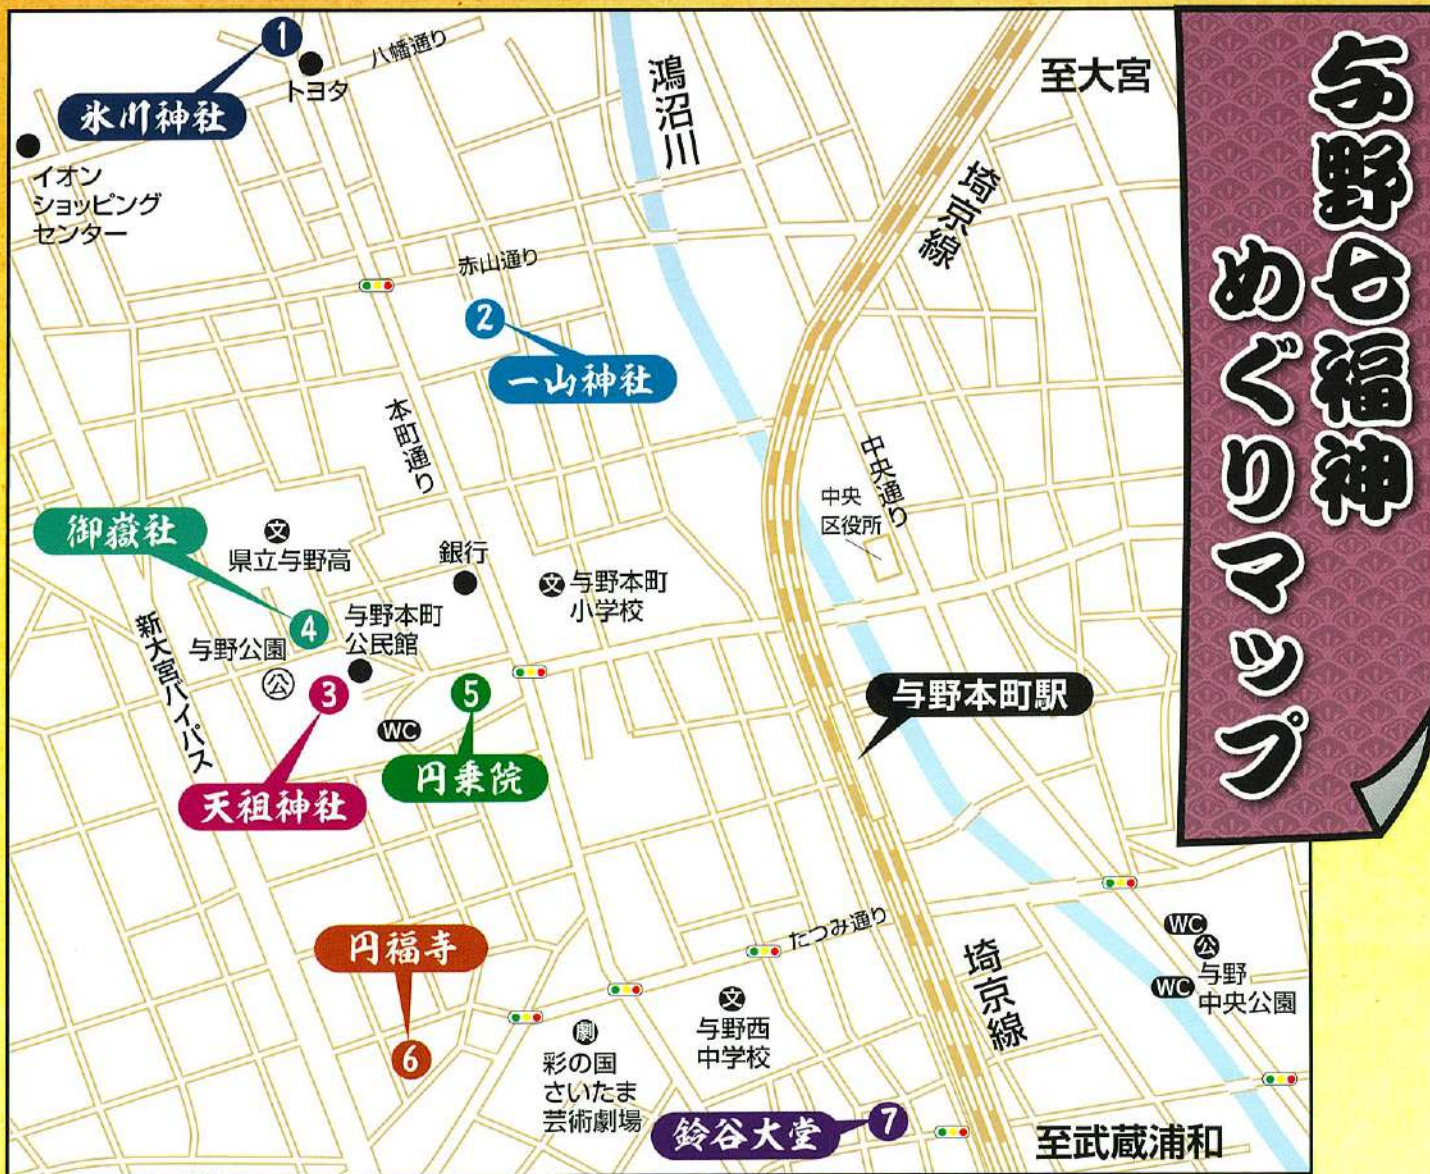 与野七福神
めぐりマップ
1
八幡通り
トヨタ
氷川神社
鴻沼川
至大宮
イオン
ショッピング
センター
埼京線
赤山通り
2
一山神社
本町通り
中央通り
中央
区役所
御嶽社
文
県立与野高
銀行
文
与野本町
小学校
4
与野本町
公民館
与野公園
公
新大宮バイパス
3
5
WC
与野本町駅
円乗院
天祖神社
円福寺
たつみ通り
WC
公
WC
与野
中央公園
埼京線
文
与野西
中学校
劇
彩の国
さいたま
芸術劇場
6
鈴谷大堂
7
至武蔵浦和